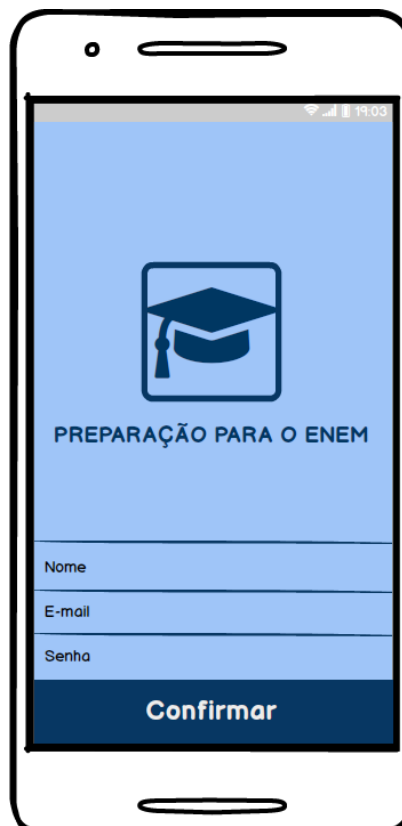 19:03
PREPARAÇÃO PARA O ENEM
Nome
E-mail
Senha
Confirmar